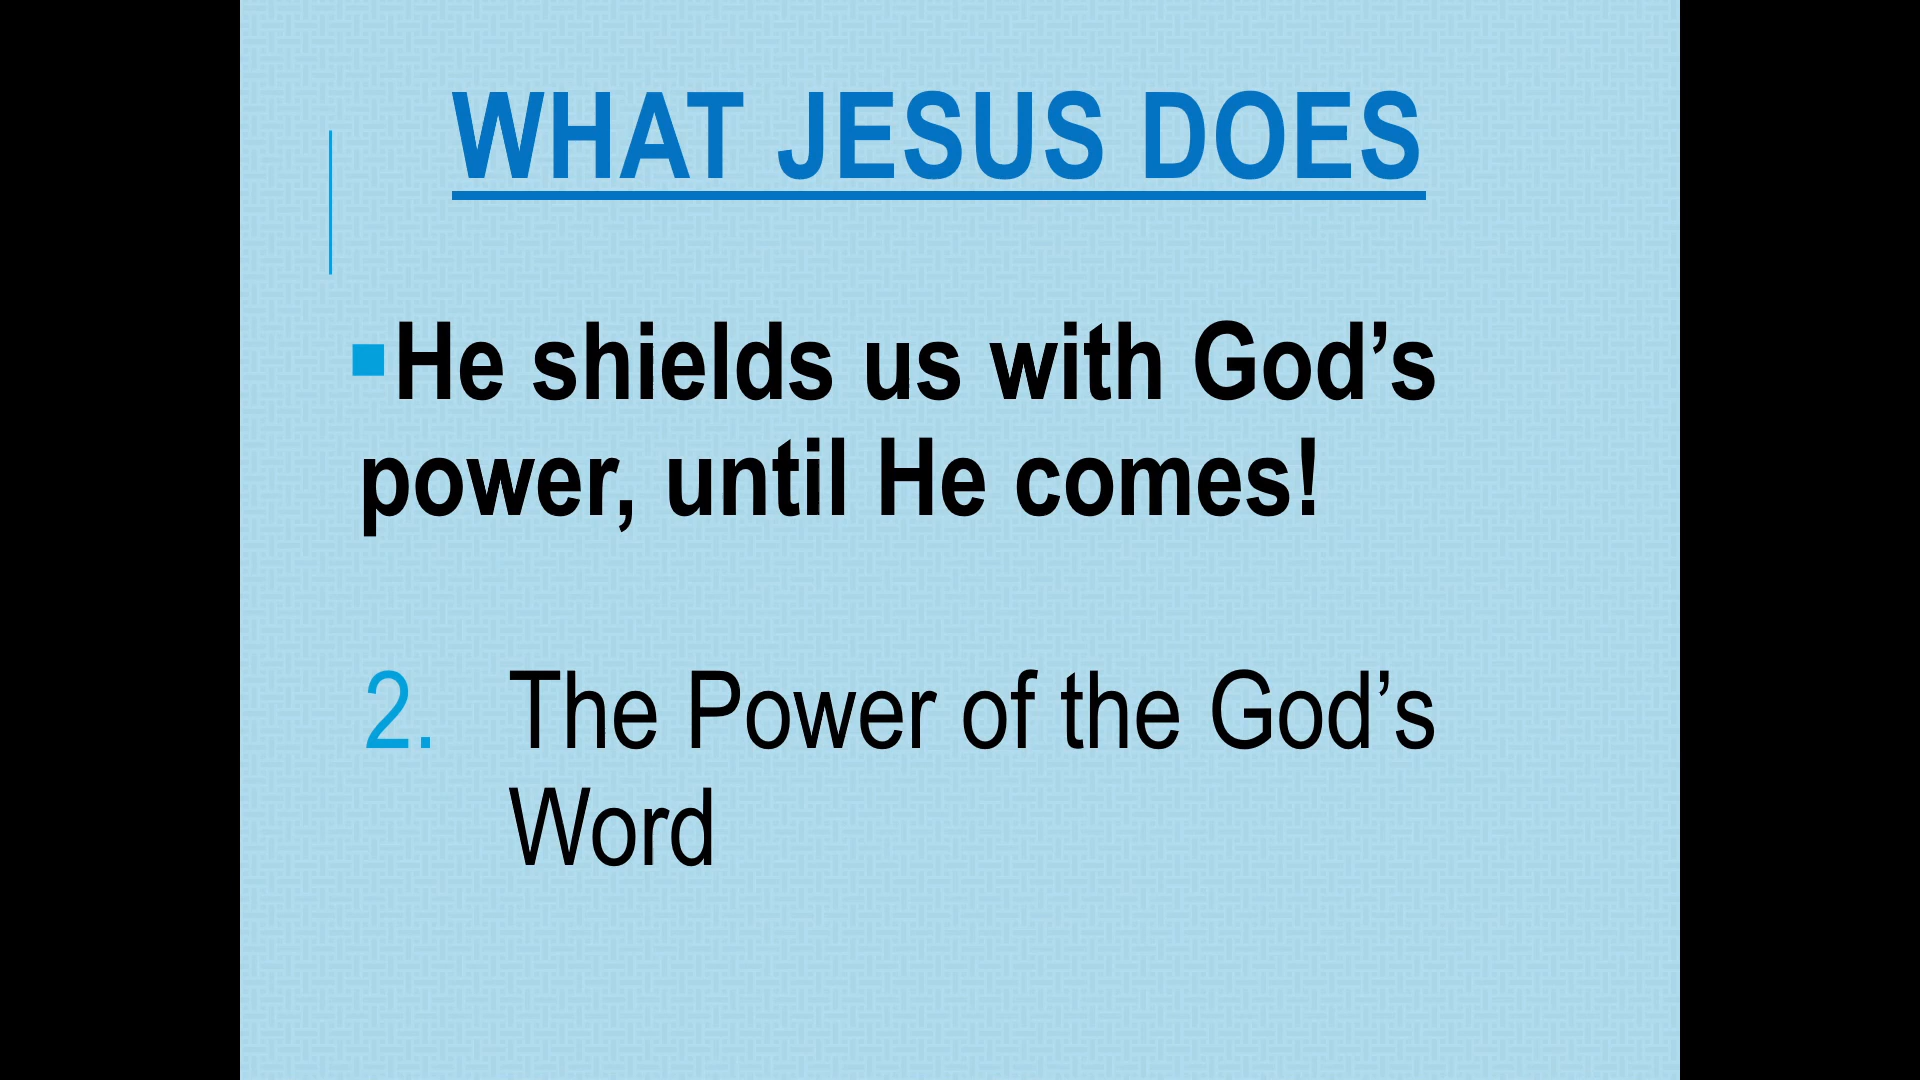 WHAT JESUS DOES
▪He shields us with God’s
power, until He comes!
2. The Power of the God’s
Word